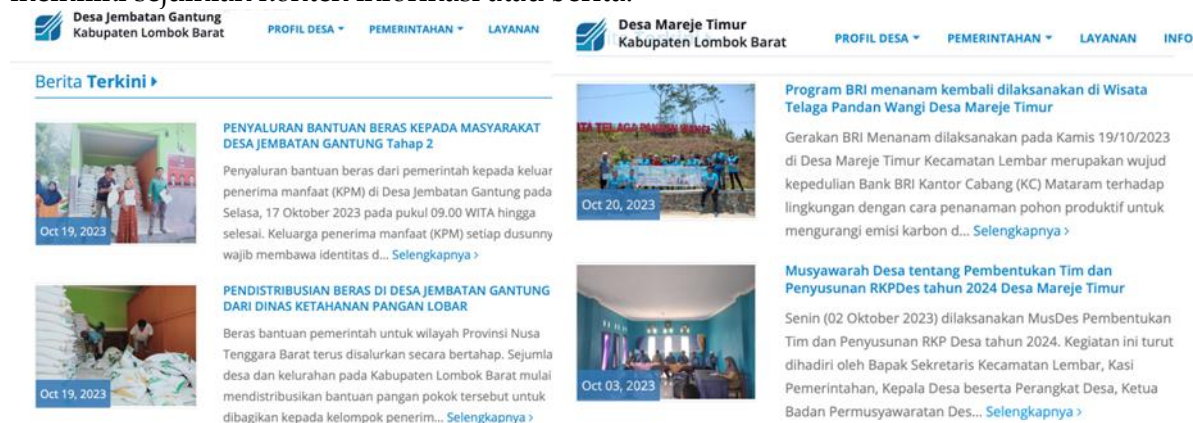 memiliki sejumlah konten informasi atau berita.
Desa Jembatan Gantung
Kabupaten Lombok Barat
PROFIL DESA
PEMERINTAHAN
LAYANAN
Berita Terkini
PENYALURAN BANTUAN BERAS KEPADA MASYARAKAT
DESA JEMBATAN GANTUNG Tahap 2
Penyaluran bantuan beras dari pemerintah kepada keluar
penerima manfaat (KPM) di Desa Jembatan Gantung pada
Selasa, 17 Oktober 2023 pada pukul 09.00 WITA hingga
selesai. Keluarga penerima manfaat (KPM) setiap dusunny
wajib membawa identitas d... Selengkapnya >
Oct 19, 2023
PENDISTRIBUSIAN BERAS DI DESA JEMBATAN GANTUNG
DARI DINAS KETAHANAN PANGAN LOBAR
Beras bantuan pemerintah untuk wilayah Provinsi Nusa
Tenggara Barat terus disalurkan secara bertahap. Sejumla
desa dan kelurahan pada Kabupaten Lombok Barat mulai
mendistribusikan bantuan pangan pokok tersebut untuk
dibagikan kepada kelompok penerim... Selengkapnya >
Oct 19, 2023
Desa Mareje Timur
Kabupaten Lombok Barat
PROFIL DESA
PEMERINTAHAN
LAYANAN
INFO
Program BRI menanam kembali dilaksanakan di Wisata
Telaga Pandan Wangi Desa Mareje Timur
Gerakan BRI Menanam dilaksanakan pada Kamis 19/10/2023
di Desa Mareje Timur Kecamatan Lembar merupakan wujud
kepedulian Bank BRI Kantor Cabang (KC) Mataram terhadap
lingkungan dengan cara penanaman pohon produktif untuk
mengurangi emisi karbon d... Selengkapnya >
Oct 20, 2023
Musyawarah Desa tentang Pembentukan Tim dan
Penyusunan RKPDes tahun 2024 Desa Mareje Timur
Senin (02 Oktober 2023) dilaksanakan MusDes Pembentukan
Tim dan Penyusunan RKP Desa tahun 2024. Kegiatan ini turut
dihadiri oleh Bapak Sekretaris Kecamatan Lembar, Kasi
Pemerintahan, Kepala Desa beserta Perangkat Desa, Ketua
Badan Permusyawaratan Des... Selengkapnya >
Oct 03, 2023